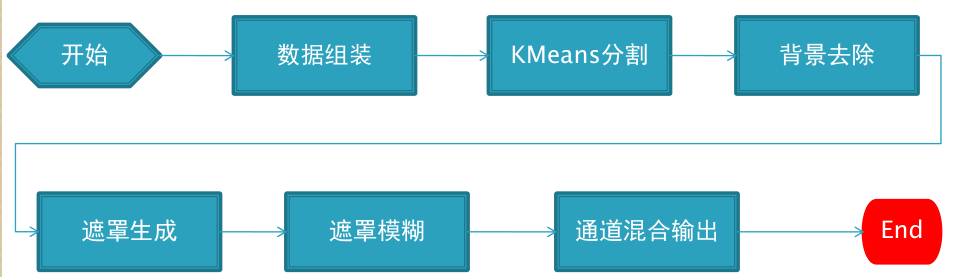 开始
数据组装
KMeans分割
背景去除
遮罩生成
遮罩模糊
通道混合输出
End